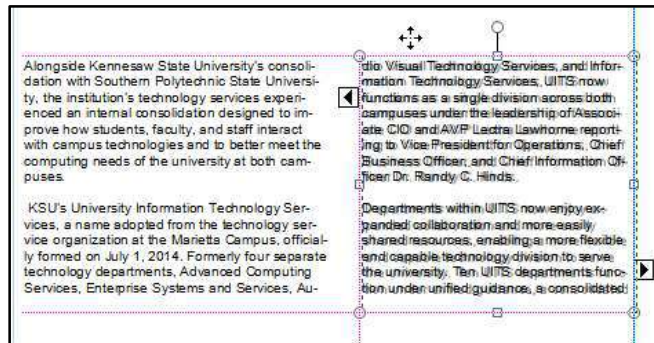 Alongside Kennesaw State University's consoli-
dation with Southern Polytechnic State Universi-
ty, the institution's technology services experi-
enced an internal consolidation designed to im-
prove how students, faculty, and staff interact
with campus technologies and to better meet the
computing needs of the university at both cam-
puses.
KSU's University Information Technology Ser-
vices, a name adopted from the technology ser-
vice organization at the Marietta Campus, official-
ly formed on July 1, 2014. Formerly four separate
technology departments, Advanced Computing
Services, Enterprise Systems and Services, Au-
dio Visual Technology Services, and Infor-
mation Technology Services, UITS now
functions as a single division across both
campuses under the leadership of Associ-
ate CIO and AVP Lectra Lawhorne report-
ing to Vice President for Operations, Chief
Business Officer, and Chief Information Of-
ficer Dr. Randy C. Hinds.
Departments within UITS now enjoy ex-
panded collaboration and more easily
shared resources, enabling a more flexible
and capable technology division to serve
the university. Ten UITS departments func-
tion under unified guidance, a consolidated